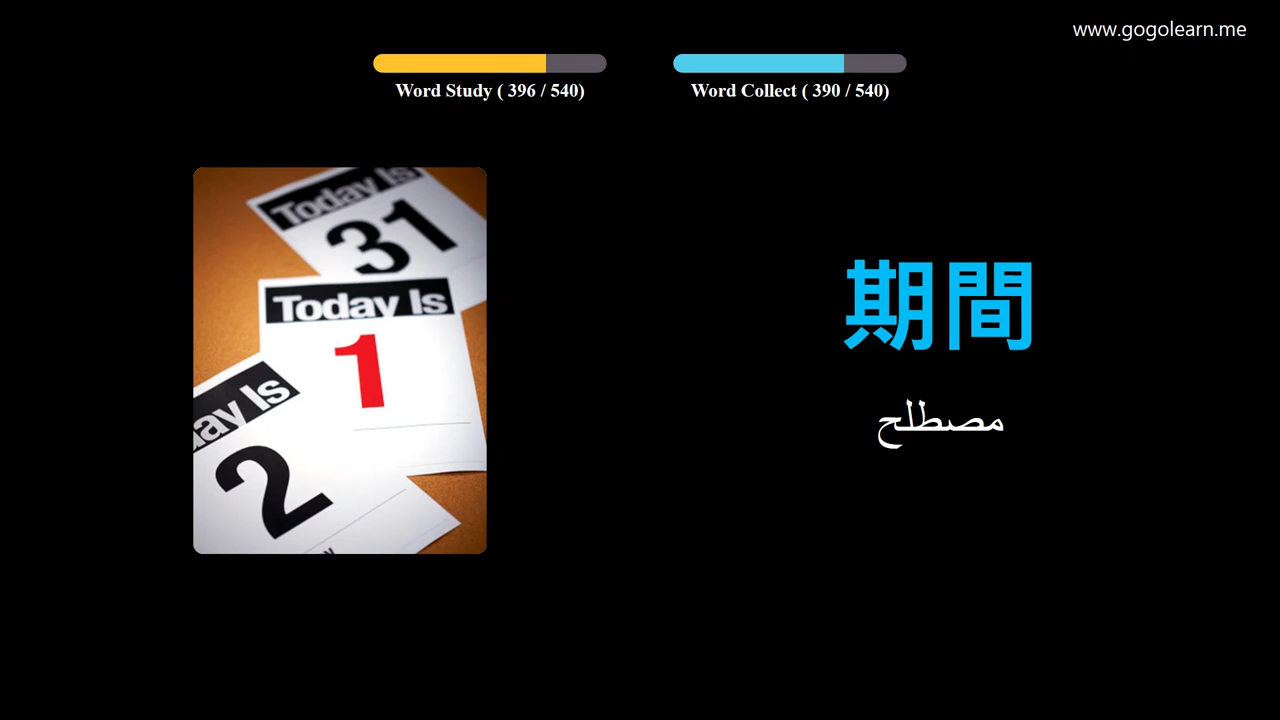 www.gogolearn.me
Word Study ( 396 / 540)
Word Collect ( 390 / 540)
Today Is
31
Today Is
1
ay Is
2
期間
مصطلح